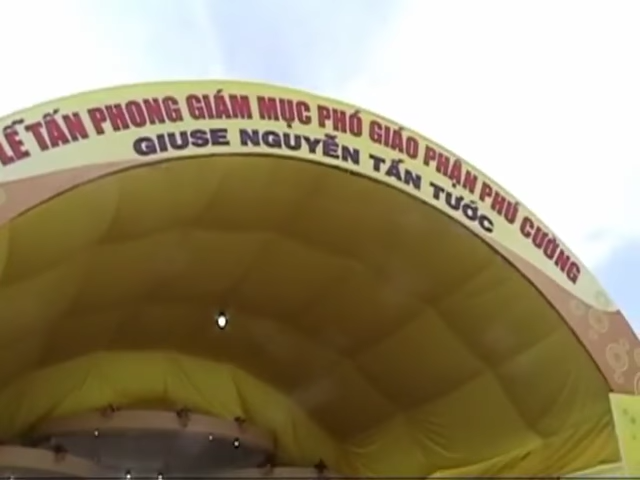 LỄ TẤN PHONG GIÁM MỤC PHÓ GIÁO PHẬN PHÚ CƯỜNG
GIUSE NGUYỄN TẤN TƯỚC